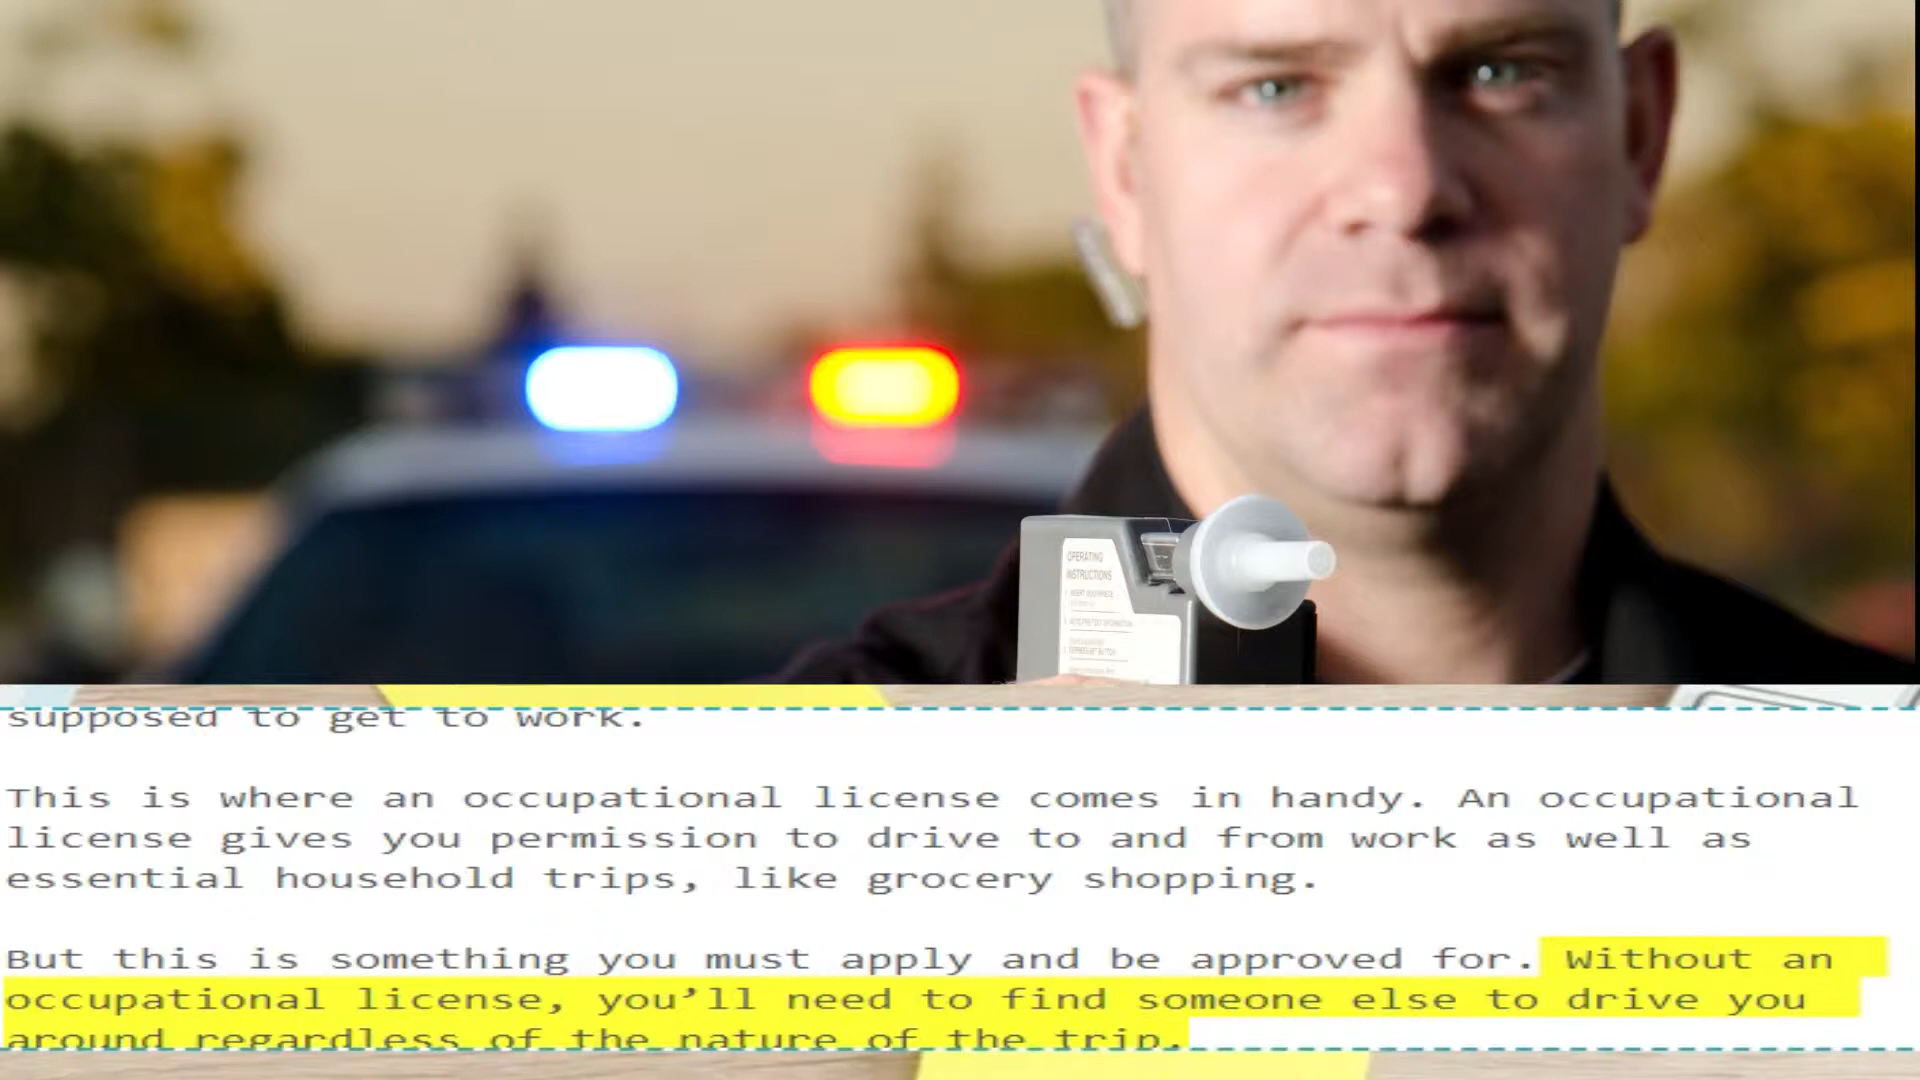 OPERATING
INSTRUCTIONS
supposed to get to work.
This is where an occupational license comes in handy. An occupational
license gives you permission to drive to and from work as well as
essential household trips, like grocery shopping.
But this is something you must apply and be approved for. Without an
occupational license, you’ll need to find someone else to drive you
around regardless of the nature of the trip.